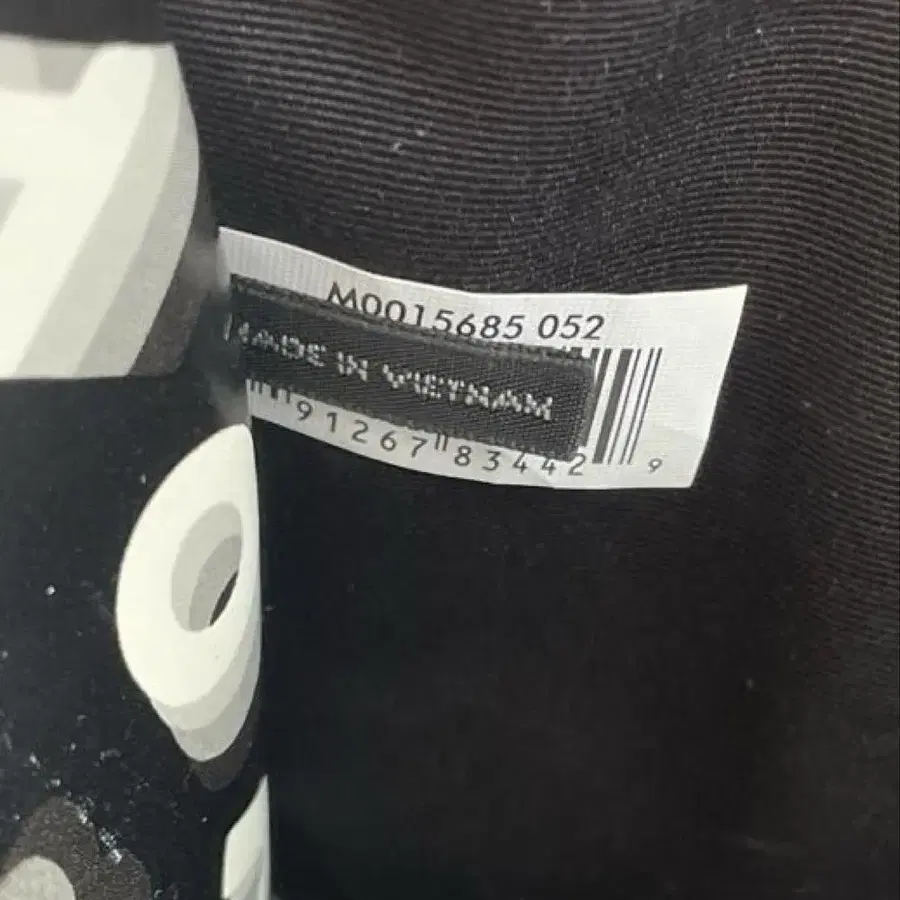 M0015685 052
MADE IN VIETNAM
91267 83442 9